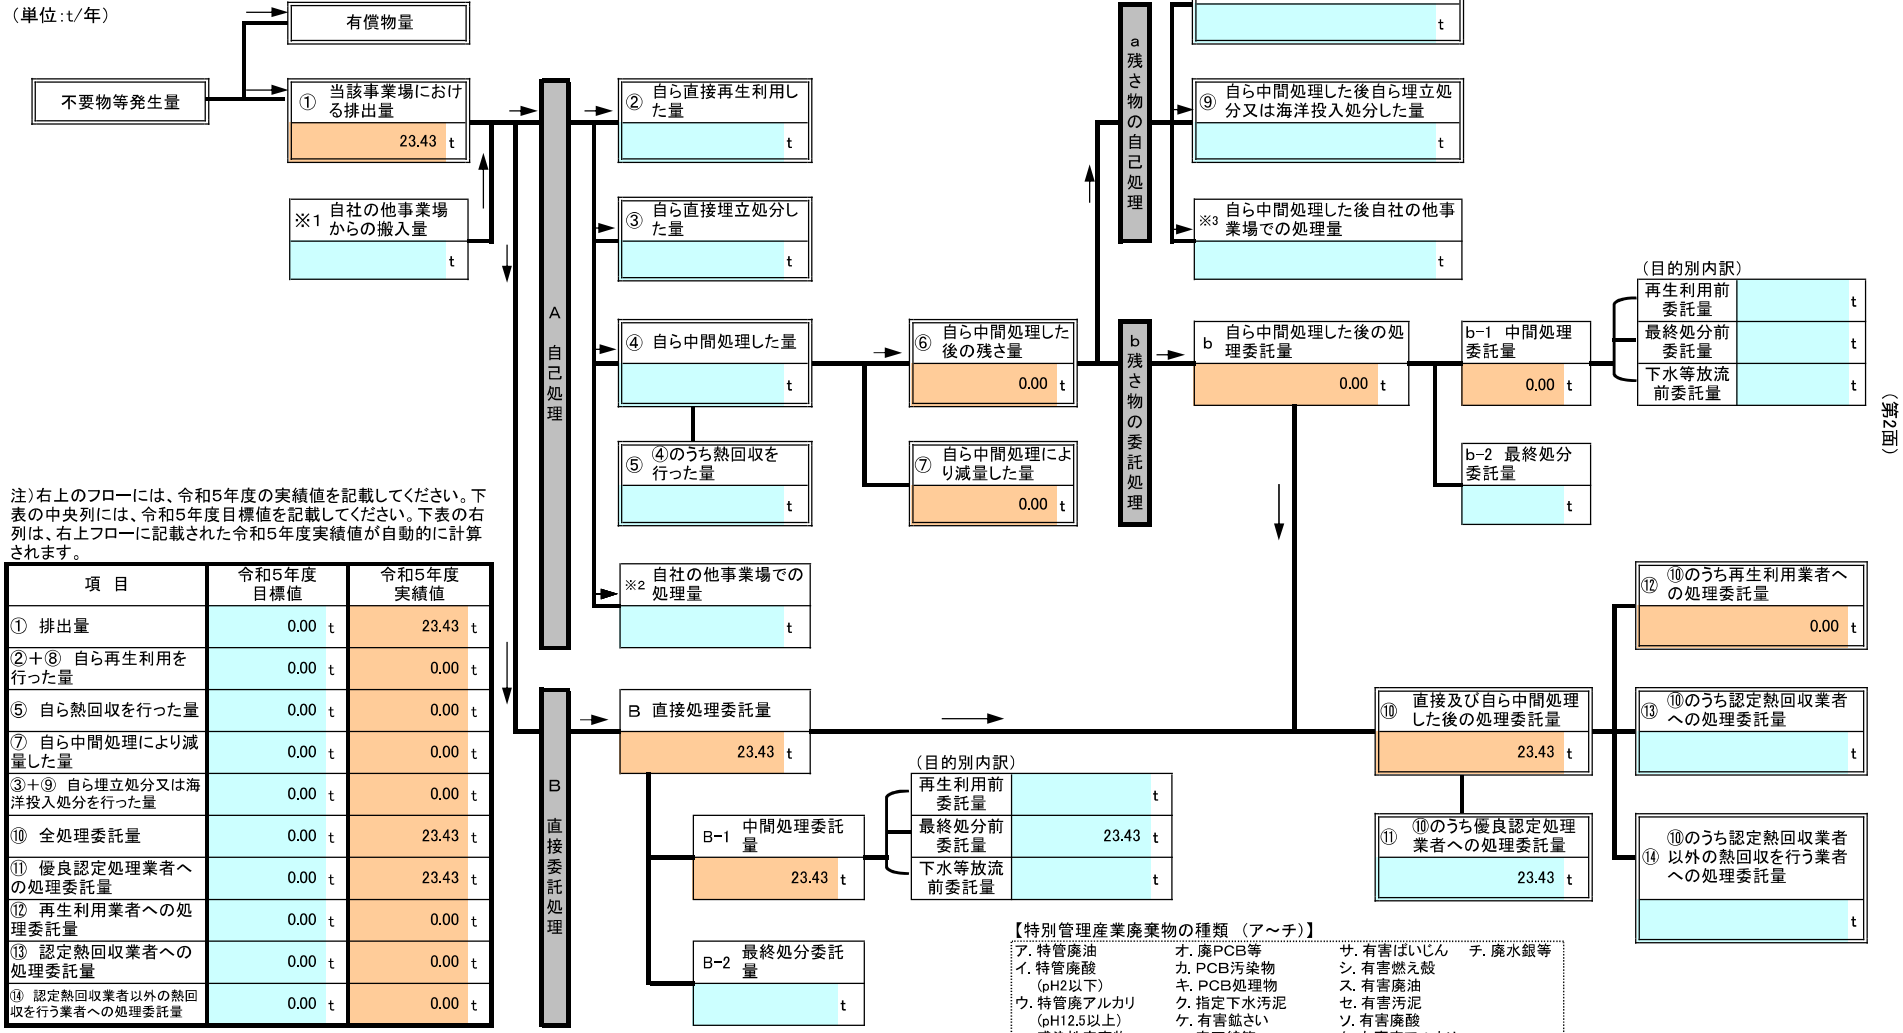 (単位:t/年)
有償物量
不要物等発生量
① 当該事業場におけ
る排出量
23.43 t
※1 自社の他事業場
からの搬入量
t
A 自己処理
② 自ら直接再生利用し
た量
t
③ 自ら直接埋立処分し
た量
t
④ 自ら中間処理した量
t
⑤ ④のうち熱回収を
行った量
t
※2 自社の他事業場での
処理量
t
⑥ 自ら中間処理した
後の残さ量
0.00 t
⑦ 自ら中間処理によ
り減量した量
0.00 t
a 残さ物の自己処理
t
⑨ 自ら中間処理した後自ら埋立処
分又は海洋投入処分した量
t
※3 自ら中間処理した後自社の他事
業場での処理量
t
b 残さ物の委託処理
b 自ら中間処理した後の処
理委託量
0.00 t
b-1 中間処理
委託量
0.00 t
(目的別内訳)
再生利用前
委託量 t
最終処分前
委託量 t
下水等放流
前委託量 t
b-2 最終処分
委託量
t
(第2面)
注)右上のフローには、令和5年度の実績値を記載してください。下
表の中央列には、令和5年度目標値を記載してください。下表の右
列は、右上フローに記載された令和5年度実績値が自動的に計算
されます。
項 目 令和5年度
目標値 令和5年度
実績値
① 排出量 0.00 t 23.43 t
②+⑧ 自ら再生利用を
行った量 0.00 t 0.00 t
⑤ 自ら熱回収を行った量 0.00 t 0.00 t
⑦ 自ら中間処理により減
量した量 0.00 t 0.00 t
③+⑨ 自ら埋立処分又は海
洋投入処分を行った量 0.00 t 0.00 t
⑩ 全処理委託量 0.00 t 23.43 t
⑪ 優良認定処理業者へ
の処理委託量 0.00 t 23.43 t
⑫ 再生利用業者への処
理委託量 0.00 t 0.00 t
⑬ 認定熱回収業者への
処理委託量 0.00 t 0.00 t
⑭ 認定熱回収業者以外の熱回
収を行う業者への処理委託量 0.00 t 0.00 t
B 直接委託処理
B 直接処理委託量
23.43 t
B-1 中間処理委託
量
23.43 t
(目的別内訳)
再生利用前
委託量 t
最終処分前
委託量 23.43 t
下水等放流
前委託量 t
B-2 最終処分委託
量
t
⑩ 直接及び自ら中間処理
した後の処理委託量
23.43 t
⑪ ⑩のうち優良認定処理
業者への処理委託量
23.43 t
⑫ ⑩のうち再生利用業者へ
の処理委託量
0.00 t
⑬ ⑩のうち認定熱回収業者
への処理委託量
t
⑭ ⑩のうち認定熱回収業者
以外の熱回収を行う業者
への処理委託量
t
【特別管理産業廃棄物の種類 (ア～チ)】
ア. 特管廃油 オ. 廃PCB等 サ. 有害ばいじん チ. 廃水銀等
イ. 特管廃酸 カ. PCB汚染物 シ. 有害燃え殻
(pH2以下) キ. PCB処理物 ス. 有害廃油
ウ. 特管廃アルカリ ク. 指定下水汚泥 セ. 有害汚泥
(pH12.5以上) ケ. 有害鉱さい ソ. 有害廃酸